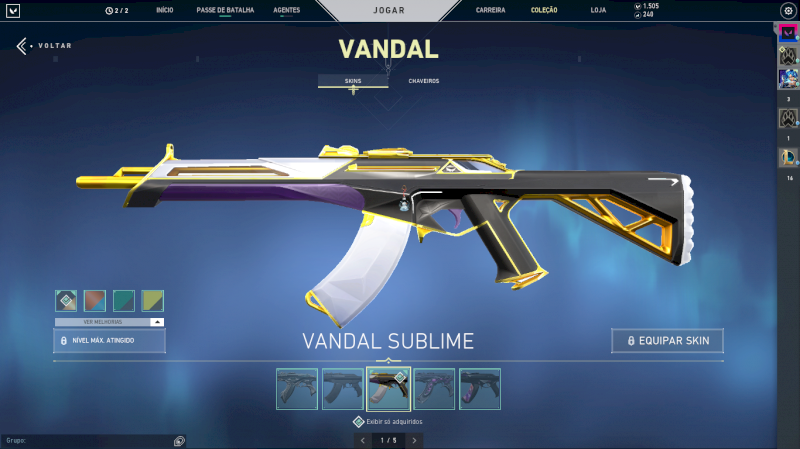 2 / 2
INÍCIO
PASSE DE BATALHA
AGENTES
JOGAR
CARREIRA
COLEÇÃO
LOJA
1.505
240
VOLTAR
VANDAL
SKINS
CHAVEIROS
3
1
14
VER MELHORIAS
NÍVEL MÁX. ATINGIDO
VANDAL SUBLIME
EQUIPAR SKIN
Exibir só adquiridos
1 / 5
Grupo: